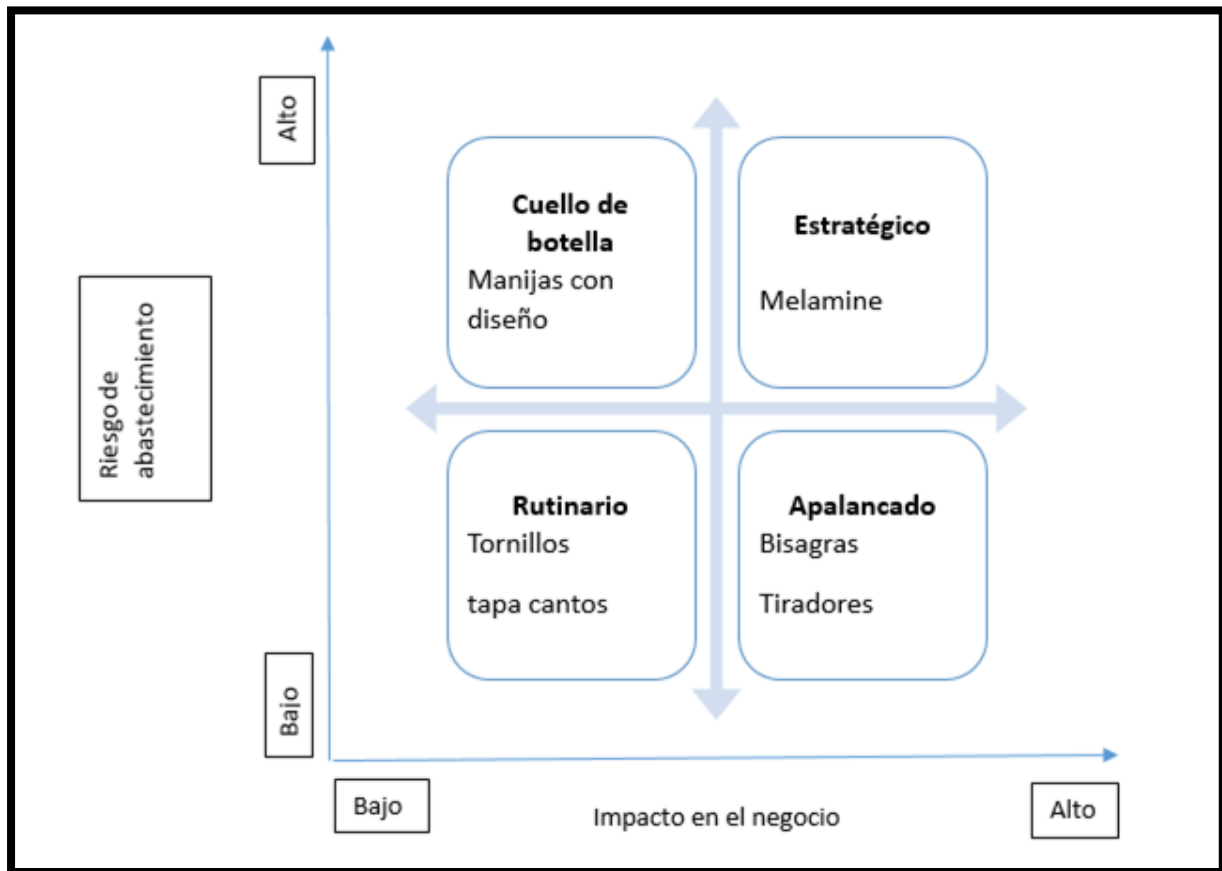 Alto
Cuello de
botella
Manijas con
diseño
Estratégico
Melamine
Riesgo de
abastecimiento
Rutinario
Tornillos
tapa cantos
Apalancado
Bisagras
Tiradores
Bajo
Bajo
Impacto en el negocio
Alto